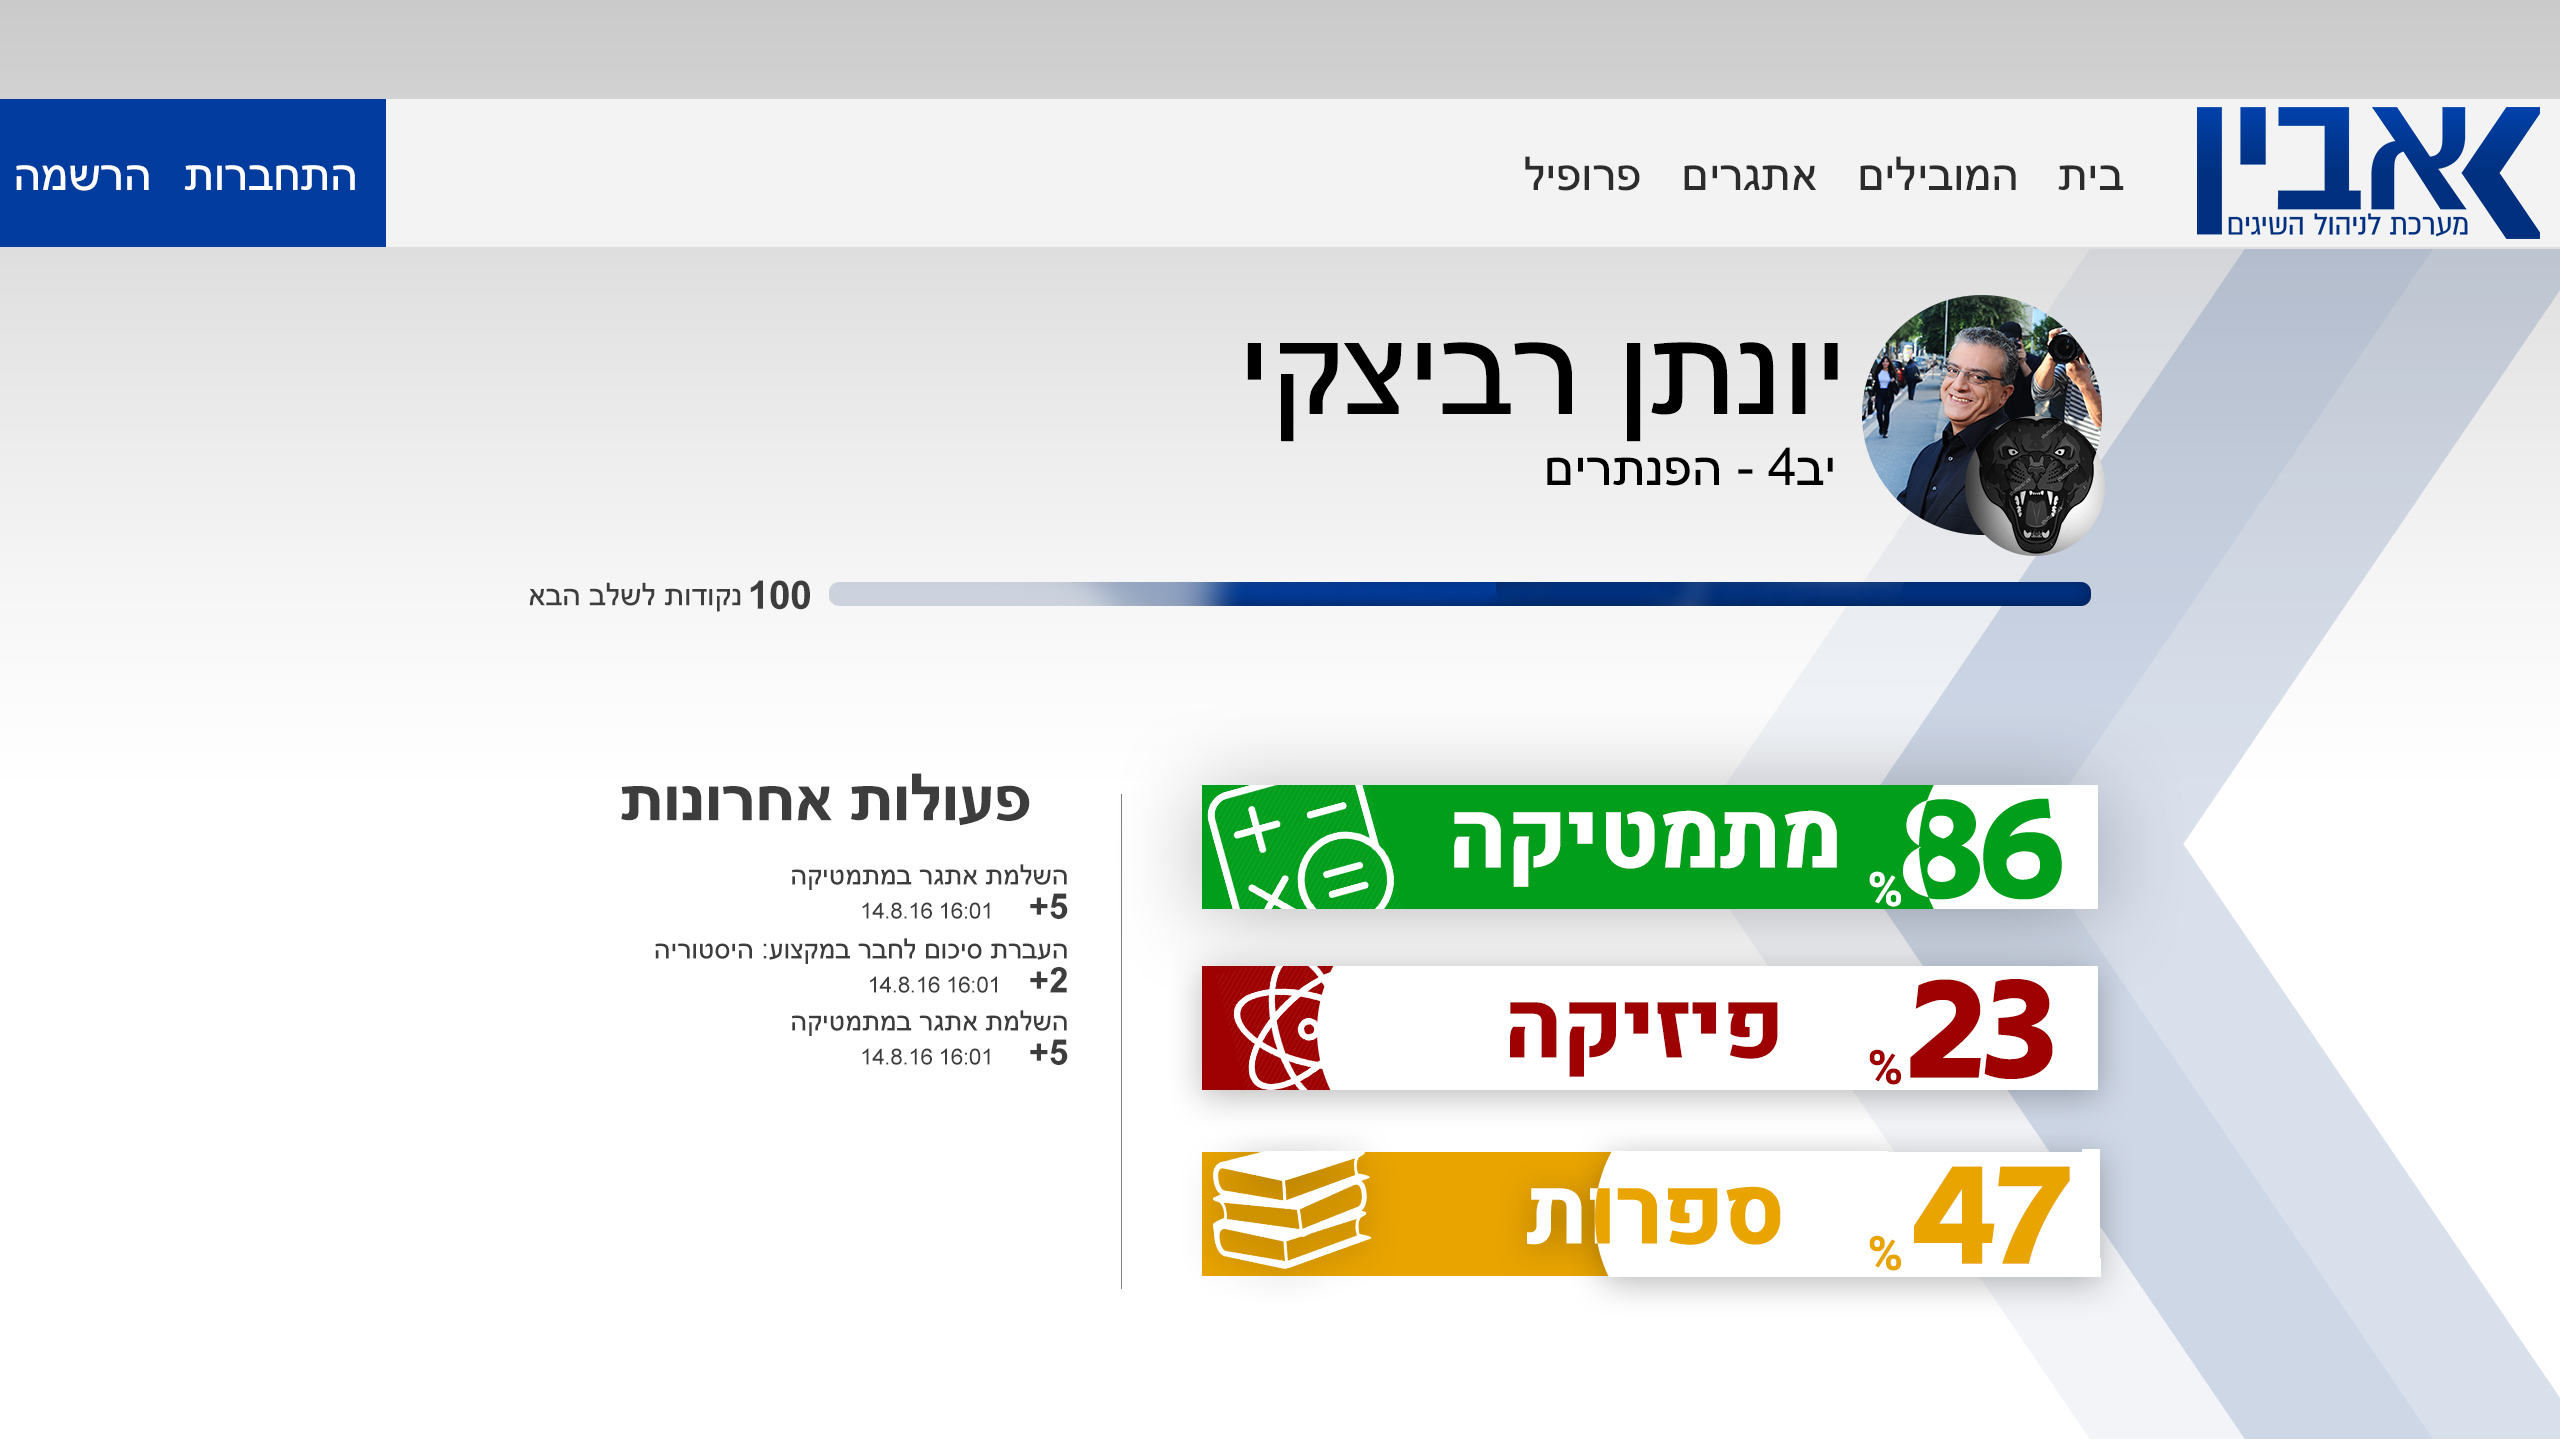 אבין
מערכת לניהול השיגים
בית המובילים אתגרים פרופיל
התחברות הרשמה
יונתן רביצקי
יב4 - הפנתרים
100 נקודות לשלב הבא
86%
מתמטיקה
23%
פיזיקה
47%
ספרות
פעולות אחרונות
השלמת אתגר במתמטיקה
+5 14.8.16 16:01
העברת סיכום לחבר במקצוע: היסטוריה
+2 14.8.16 16:01
השלמת אתגר במתמטיקה
+5 14.8.16 16:01